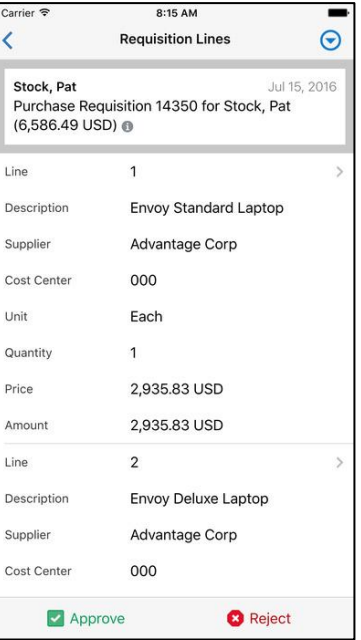 Carrier 8:15 AM
Requisition Lines
Stock, Pat Jul 15, 2016
Purchase Requisition 14350 for Stock, Pat
(6,586.49 USD)
Line 1
Description Envoy Standard Laptop
Supplier Advantage Corp
Cost Center 000
Unit Each
Quantity 1
Price 2,935.83 USD
Amount 2,935.83 USD
Line 2
Description Envoy Deluxe Laptop
Supplier Advantage Corp
Cost Center 000
Approve Reject